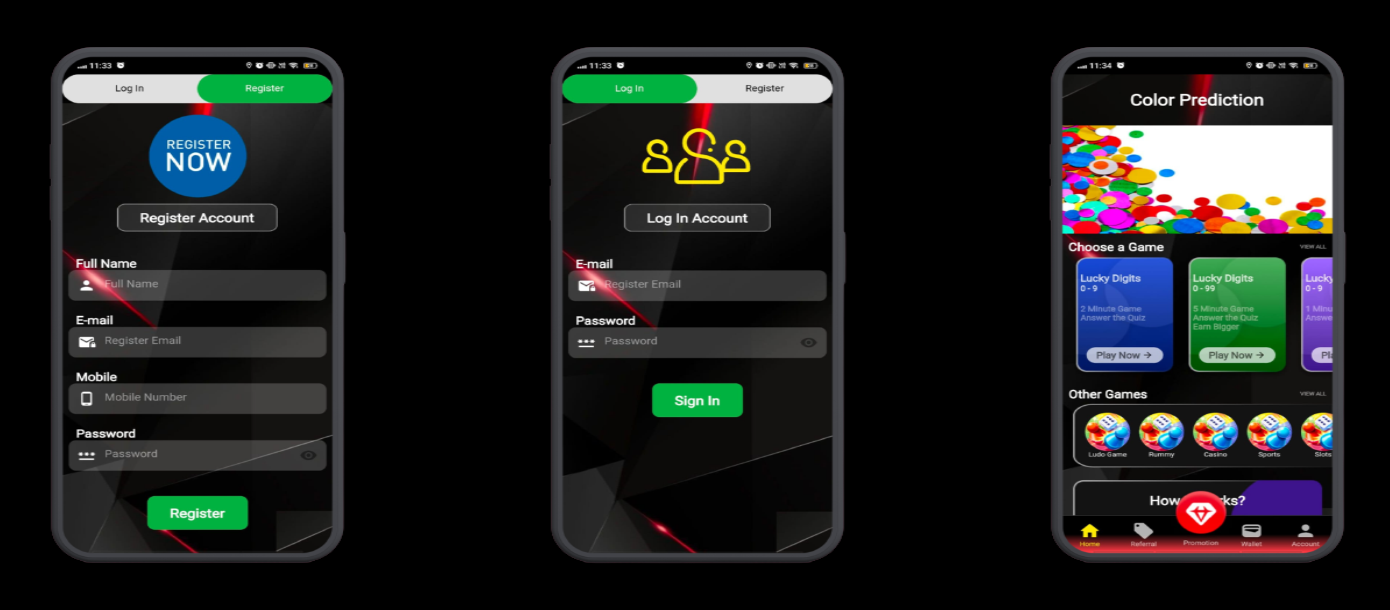 11:33
Log In
Register
REGISTER
NOW
Register Account
Full Name
Full Name
E-mail
Register Email
Mobile
Mobile Number
Password
Password
Register
11:33
Log In
Register
Log In Account
E-mail
Register Email
Password
Password
Sign In
11:34
Color Prediction
Choose a Game
VIEW ALL
Lucky Digits
0 - 9
2 Minute Game
Answer the Quiz
Play Now →
Lucky Digits
0 - 99
5 Minute Game
Answer the Quiz
Earn Bigger
Play Now →
Lucky
0 - 9
1 Minu
Answe
Pl
Other Games
VIEW ALL
Ludo Game
Rummy
Casino
Sports
Slots
How
ks?
Home
Referral
Promotion
Wallet
Account